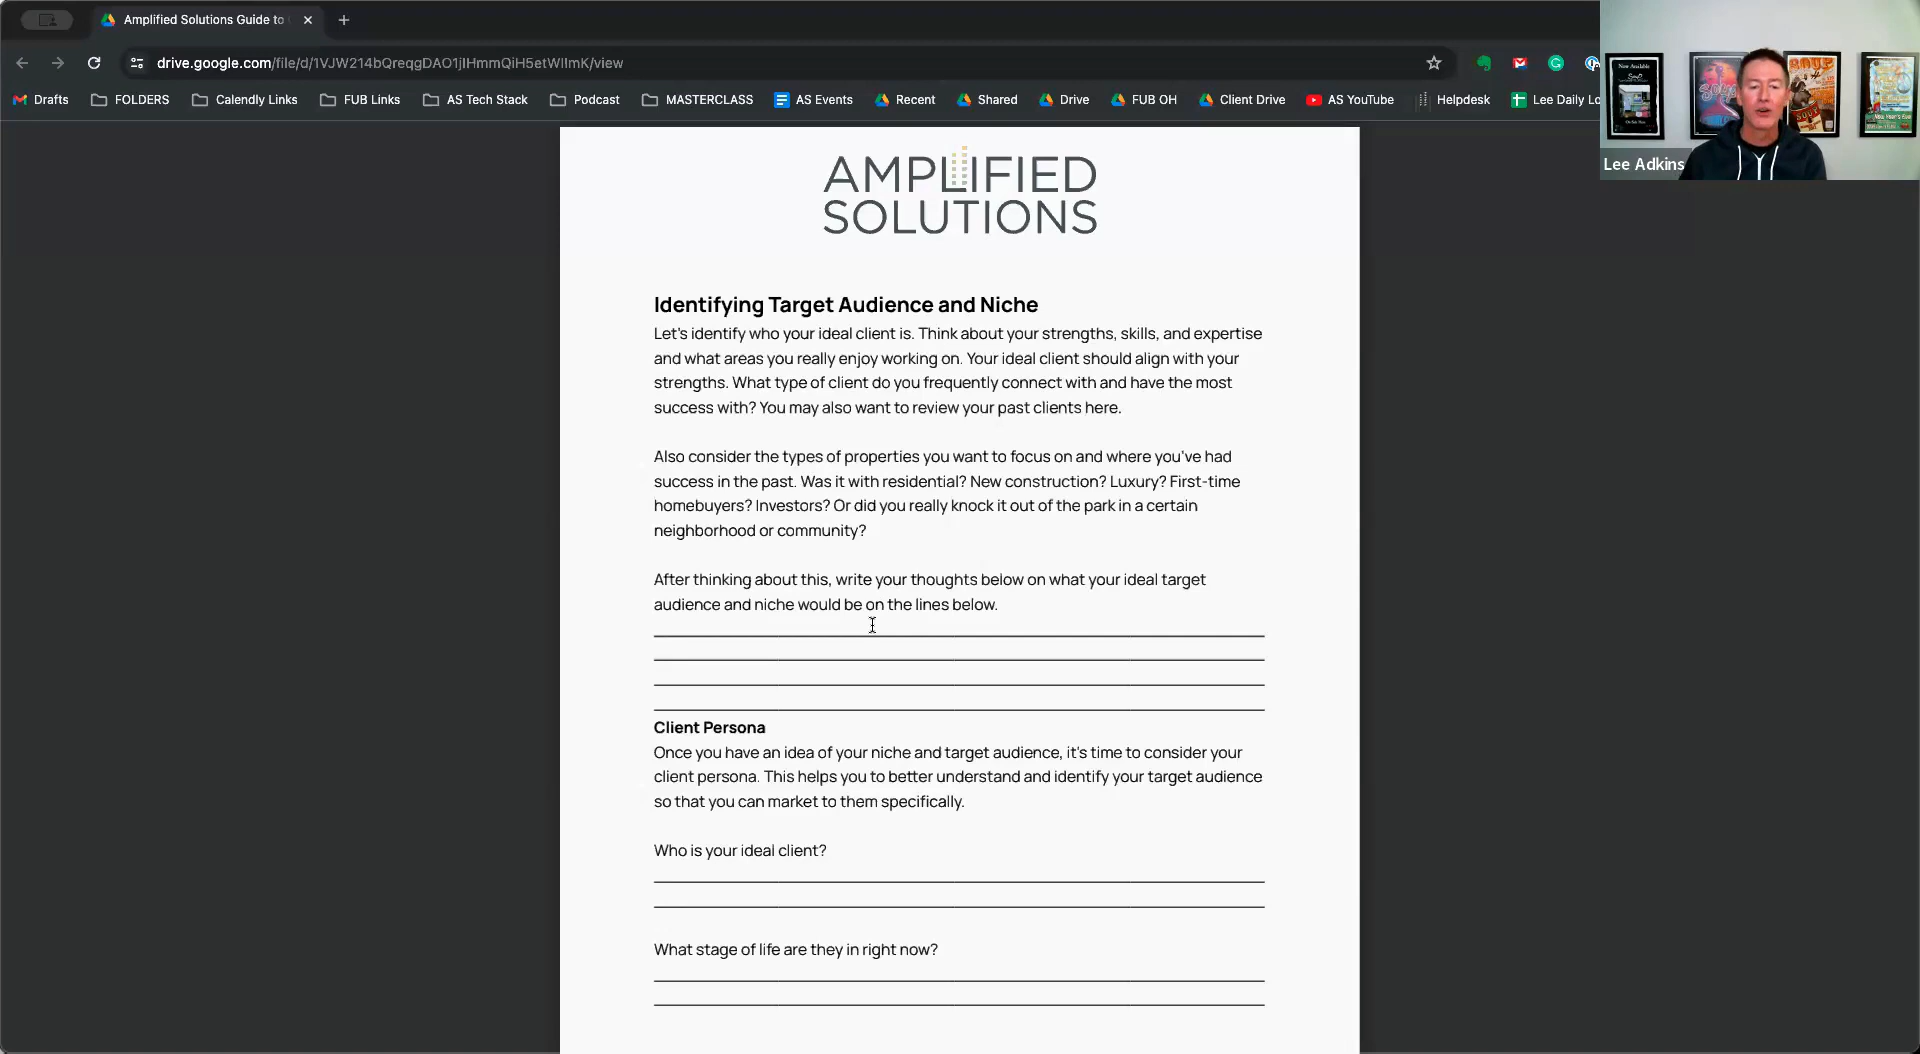 Amplified Solutions Guide to
drive.google.com/file/d/1VJW214bQreqgDAO1jIHmmQiH5etWIlmK/view
Drafts FOLDERS Calendly Links FUB Links AS Tech Stack Podcast MASTERCLASS AS Events Recent Shared Drive FUB OH Client Drive AS YouTube Helpdesk Lee Daily Lo
Lee Adkins
AMPLIFIED
SOLUTIONS
Identifying Target Audience and Niche
Let's identify who your ideal client is. Think about your strengths, skills, and expertise
and what areas you really enjoy working on. Your ideal client should align with your
strengths. What type of client do you frequently connect with and have the most
success with? You may also want to review your past clients here.
Also consider the types of properties you want to focus on and where you've had
success in the past. Was it with residential? New construction? Luxury? First-time
homebuyers? Investors? Or did you really knock it out of the park in a certain
neighborhood or community?
After thinking about this, write your thoughts below on what your ideal target
audience and niche would be on the lines below.
Client Persona
Once you have an idea of your niche and target audience, it's time to consider your
client persona. This helps you to better understand and identify your target audience
so that you can market to them specifically.
Who is your ideal client?
What stage of life are they in right now?